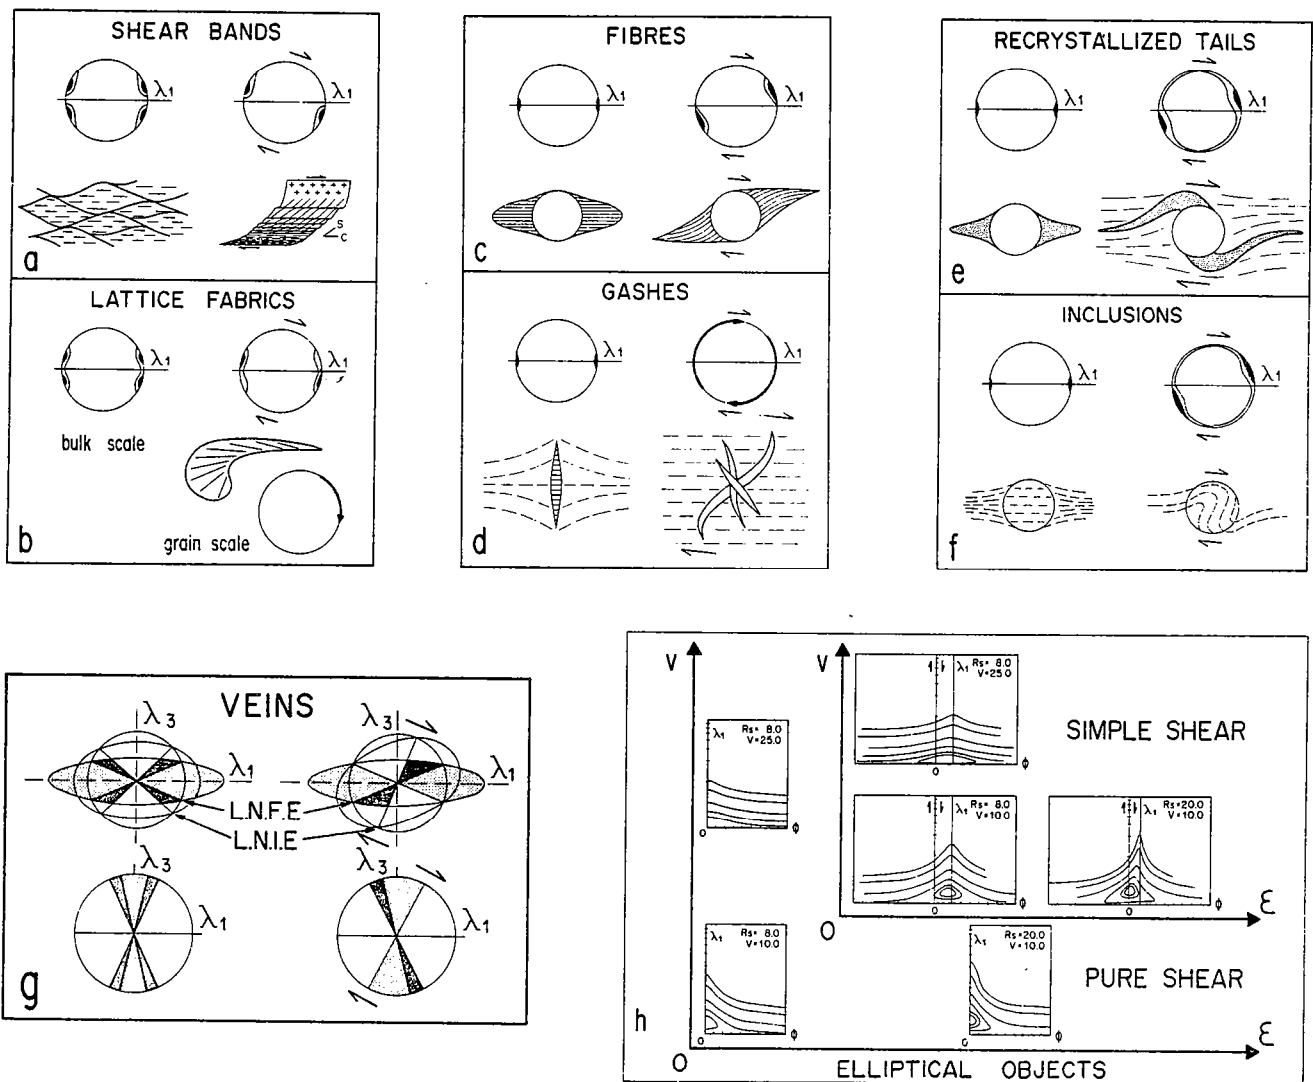 SHEAR BANDS
λ1
λ1
S
C
a
LATTICE FABRICS
λ1
λ1
bulk scale
grain scale
b
FIBRES
λ1
λ1
c
GASHES
λ1
λ1
d
RECRYSTALLIZED TAILS
λ1
λ1
e
INCLUSIONS
λ1
λ1
f
VEINS
λ3
λ3
λ1
λ1
L.N.F.E.
L.N.I.E
λ3
λ3
λ1
λ1
g
V
V
λ1 Rs= 8.0
V=25.0
O
Φ
SIMPLE SHEAR
λ1 Rs= 8.0
V=25.0
O
Φ
λ1 Rs= 8.0
V=10.0
O
Φ
λ1 Rs=20.0
V=10.0
O
Φ
O
ε
λ1 Rs= 8.0
V=10.0
O
Φ
λ1 Rs=20.0
V=10.0
O
Φ
PURE SHEAR
h
O
ε
ELLIPTICAL OBJECTS